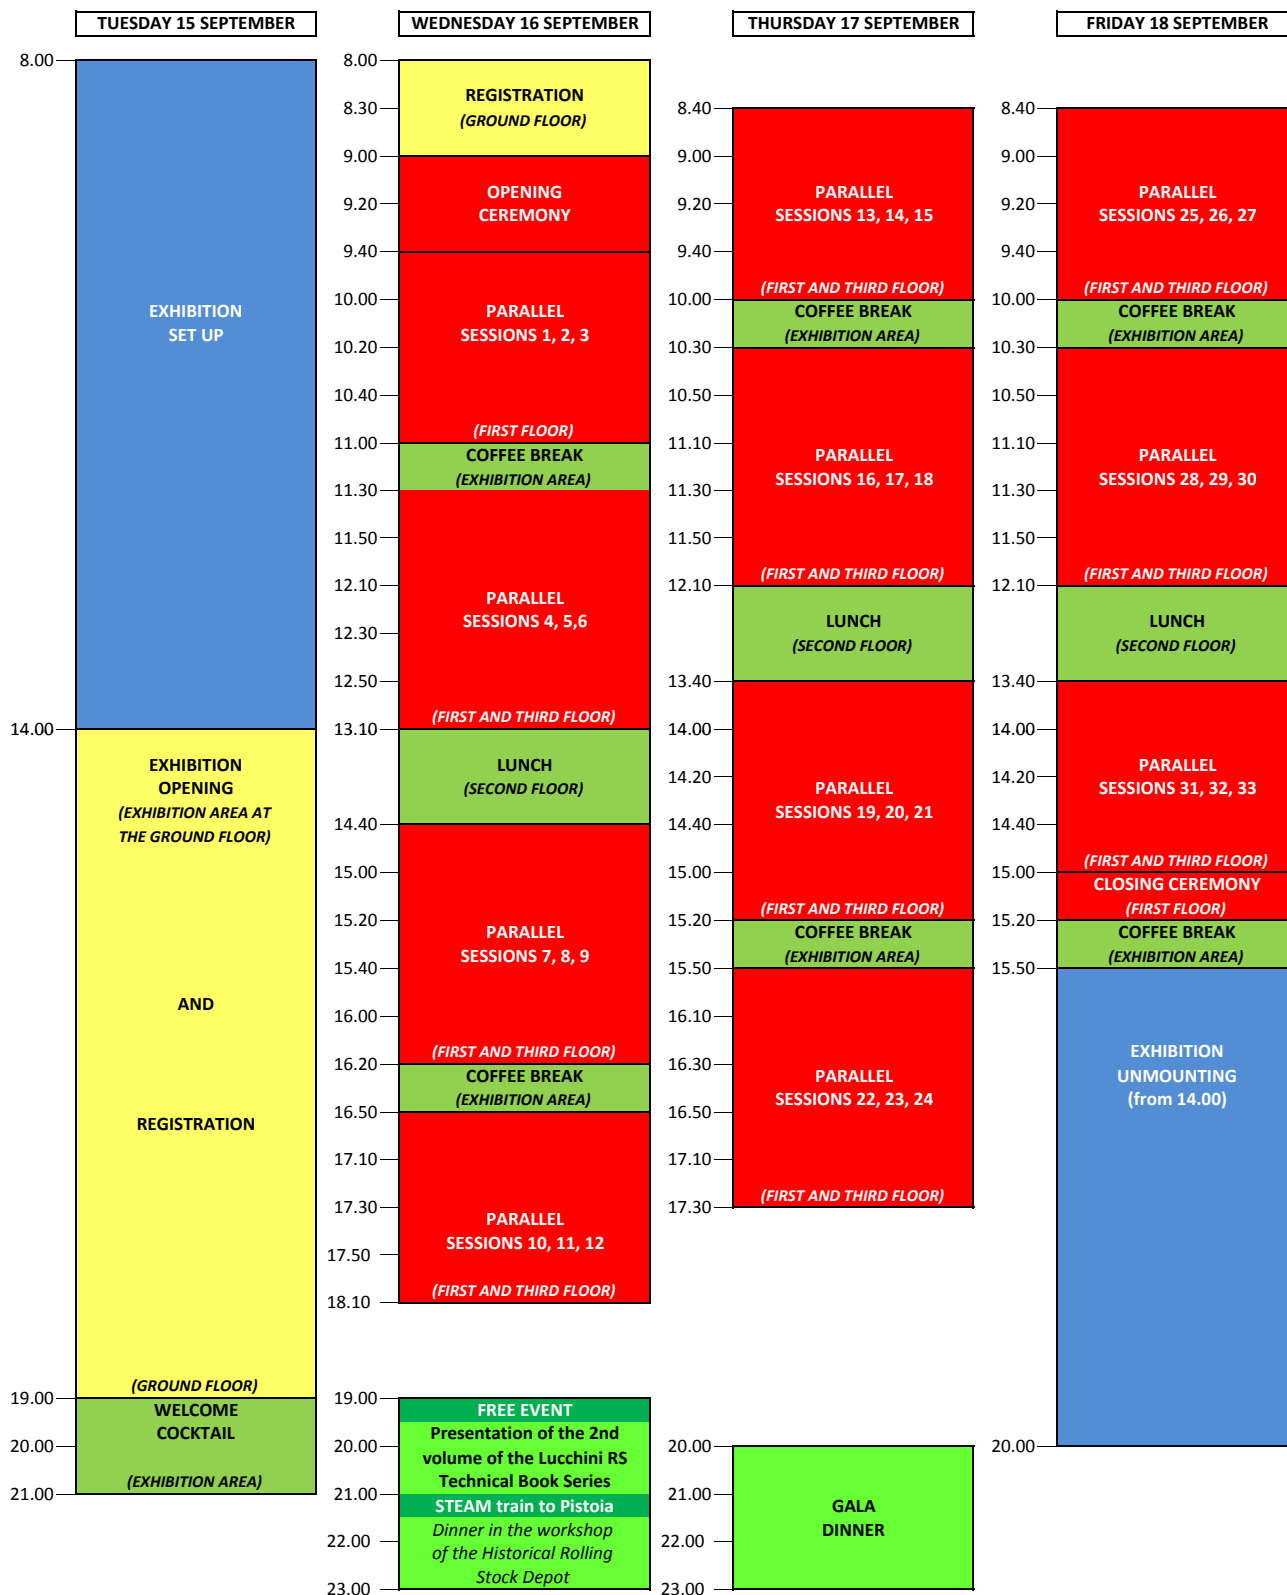 TUESDAY 15 SEPTEMBER
8.00
EXHIBITION
SET UP
14.00
EXHIBITION
OPENING
(EXHIBITION AREA AT
THE GROUND FLOOR)
AND
REGISTRATION
(GROUND FLOOR)
19.00
WELCOME
COCKTAIL
20.00
(EXHIBITION AREA)
21.00
WEDNESDAY 16 SEPTEMBER
8.00
REGISTRATION
8.30
(GROUND FLOOR)
9.00
OPENING
9.20
CEREMONY
9.40
10.00
PARALLEL
SESSIONS 1, 2, 3
10.20
10.40
(FIRST FLOOR)
11.00
COFFEE BREAK
(EXHIBITION AREA)
11.30
11.50
12.10
PARALLEL
SESSIONS 4, 5,6
12.30
12.50
(FIRST AND THIRD FLOOR)
13.10
LUNCH
(SECOND FLOOR)
14.40
15.00
15.20
PARALLEL
SESSIONS 7, 8, 9
15.40
16.00
(FIRST AND THIRD FLOOR)
16.20
COFFEE BREAK
(EXHIBITION AREA)
16.50
17.10
17.30
PARALLEL
SESSIONS 10, 11, 12
17.50
(FIRST AND THIRD FLOOR)
18.10
19.00
FREE EVENT
Presentation of the 2nd
20.00
volume of the Lucchini RS
Technical Book Series
21.00
STEAM train to Pistoia
Dinner in the workshop
22.00
of the Historical Rolling
Stock Depot
23.00
THURSDAY 17 SEPTEMBER
8.40
9.00
PARALLEL
9.20
SESSIONS 13, 14, 15
9.40
(FIRST AND THIRD FLOOR)
10.00
COFFEE BREAK
(EXHIBITION AREA)
10.30
10.50
11.10
PARALLEL
SESSIONS 16, 17, 18
11.30
11.50
(FIRST AND THIRD FLOOR)
12.10
LUNCH
(SECOND FLOOR)
13.40
14.00
14.20
PARALLEL
SESSIONS 19, 20, 21
14.40
15.00
(FIRST AND THIRD FLOOR)
15.20
COFFEE BREAK
(EXHIBITION AREA)
15.50
16.10
16.30
PARALLEL
SESSIONS 22, 23, 24
16.50
17.10
(FIRST AND THIRD FLOOR)
17.30
20.00
21.00
GALA
DINNER
22.00
23.00
FRIDAY 18 SEPTEMBER
8.40
9.00
PARALLEL
9.20
SESSIONS 25, 26, 27
9.40
(FIRST AND THIRD FLOOR)
10.00
COFFEE BREAK
(EXHIBITION AREA)
10.30
10.50
11.10
PARALLEL
SESSIONS 28, 29, 30
11.30
11.50
(FIRST AND THIRD FLOOR)
12.10
LUNCH
(SECOND FLOOR)
13.40
14.00
PARALLEL
14.20
SESSIONS 31, 32, 33
14.40
(FIRST AND THIRD FLOOR)
15.00
CLOSING CEREMONY
(FIRST FLOOR)
15.20
COFFEE BREAK
(EXHIBITION AREA)
15.50
EXHIBITION
UNMOUNTING
(from 14.00)
20.00